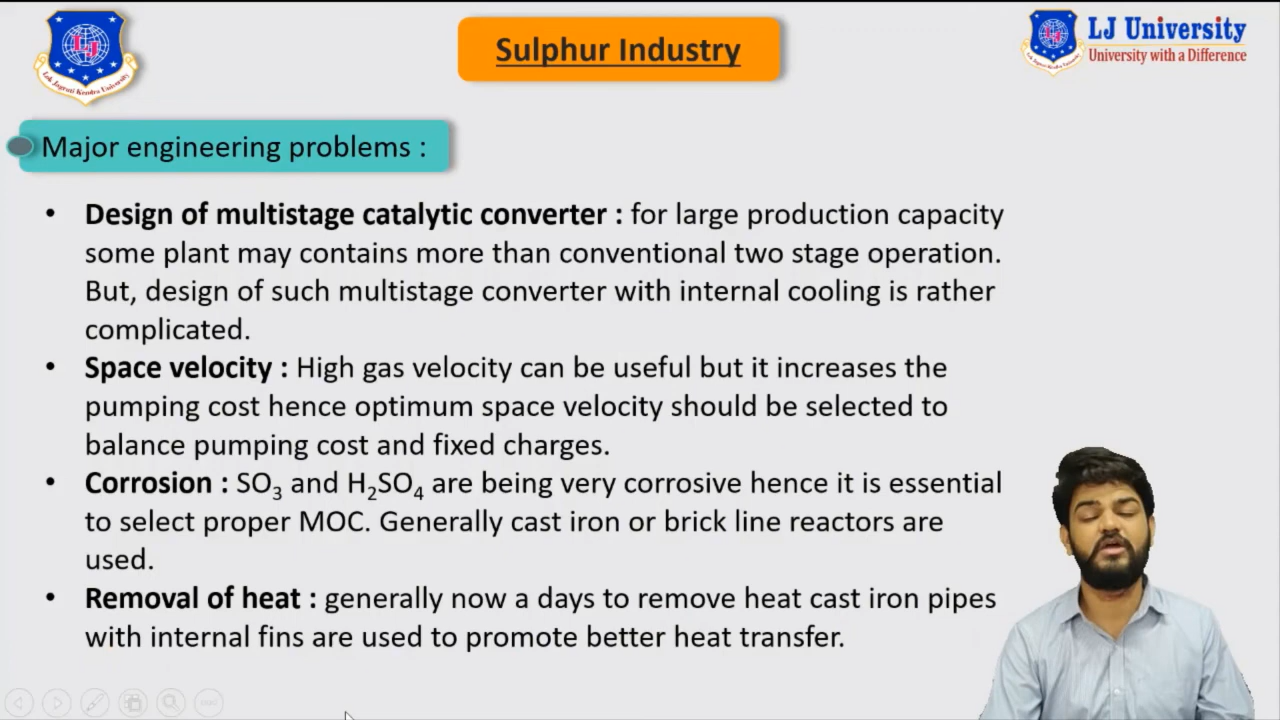 Sulphur Industry
LJ University
University with a Difference
LJ
Lok Jagruti Kendra University
Major engineering problems :
• Design of multistage catalytic converter : for large production capacity
some plant may contains more than conventional two stage operation.
But, design of such multistage converter with internal cooling is rather
complicated.
• Space velocity : High gas velocity can be useful but it increases the
pumping cost hence optimum space velocity should be selected to
balance pumping cost and fixed charges.
• Corrosion : SO₃ and H₂SO₄ are being very corrosive hence it is essential
to select proper MOC. Generally cast iron or brick line reactors are
used.
• Removal of heat : generally now a days to remove heat cast iron pipes
with internal fins are used to promote better heat transfer.